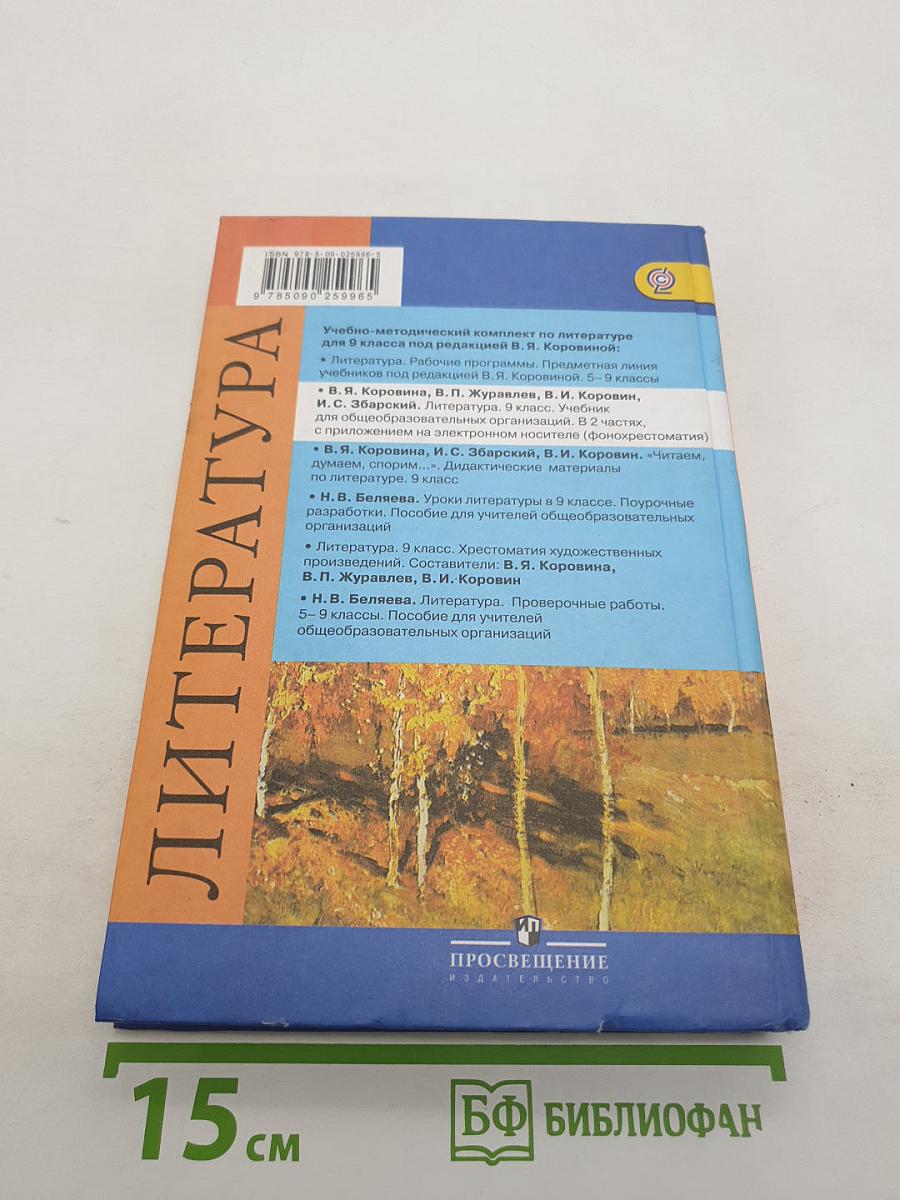 ISBN 978-5-09-025996-5
9 785090 259965
ЛИТЕРАТУРА
Учебно-методический комплект по литературе
для 9 класса под редакцией В. Я. Коровиной:
• Литература. Рабочие программы. Предметная линия
учебников под редакцией В. Я. Коровиной. 5–9 классы
• В. Я. Коровина, В. П. Журавлев, В. И. Коровин,
И. С. Збарский. Литература. 9 класс. Учебник
для общеобразовательных организаций. В 2 частях,
с приложением на электронном носителе (фонохрестоматия)
• В. Я. Коровина, И. С. Збарский, В. И. Коровин. «Читаем,
думаем, спорим...». Дидактические материалы
по литературе. 9 класс
• Н. В. Беляева. Уроки литературы в 9 классе. Поурочные
разработки. Пособие для учителей общеобразовательных
организаций
• Литература. 9 класс. Хрестоматия художественных
произведений. Составители: В. Я. Коровина,
В. П. Журавлев, В. И. Коровин
• Н. В. Беляева. Литература. Проверочные работы.
5–9 классы. Пособие для учителей
общеобразовательных организаций
ПРОСВЕЩЕНИЕ
ИЗДАТЕЛЬСТВО
15 см
БФ БИБЛИОФАН